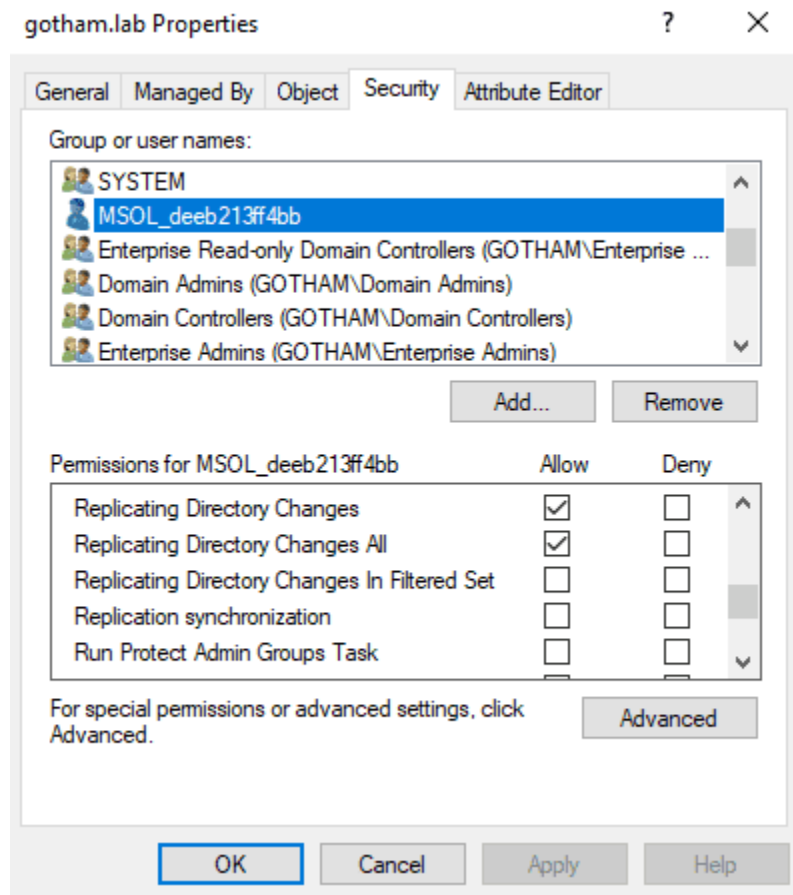 gotham.lab Properties
General Managed By Object Security Attribute Editor
Group or user names:
SYSTEM
MSOL_deeb213ff4bb
Enterprise Read-only Domain Controllers (GOTHAM\Enterprise ...
Domain Admins (GOTHAM\Domain Admins)
Domain Controllers (GOTHAM\Domain Controllers)
Enterprise Admins (GOTHAM\Enterprise Admins)
Add... Remove
Permissions for MSOL_deeb213ff4bb Allow Deny
Replicating Directory Changes
Replicating Directory Changes All
Replicating Directory Changes In Filtered Set
Replication synchronization
Run Protect Admin Groups Task
For special permissions or advanced settings, click
Advanced.
Advanced
OK Cancel Apply Help